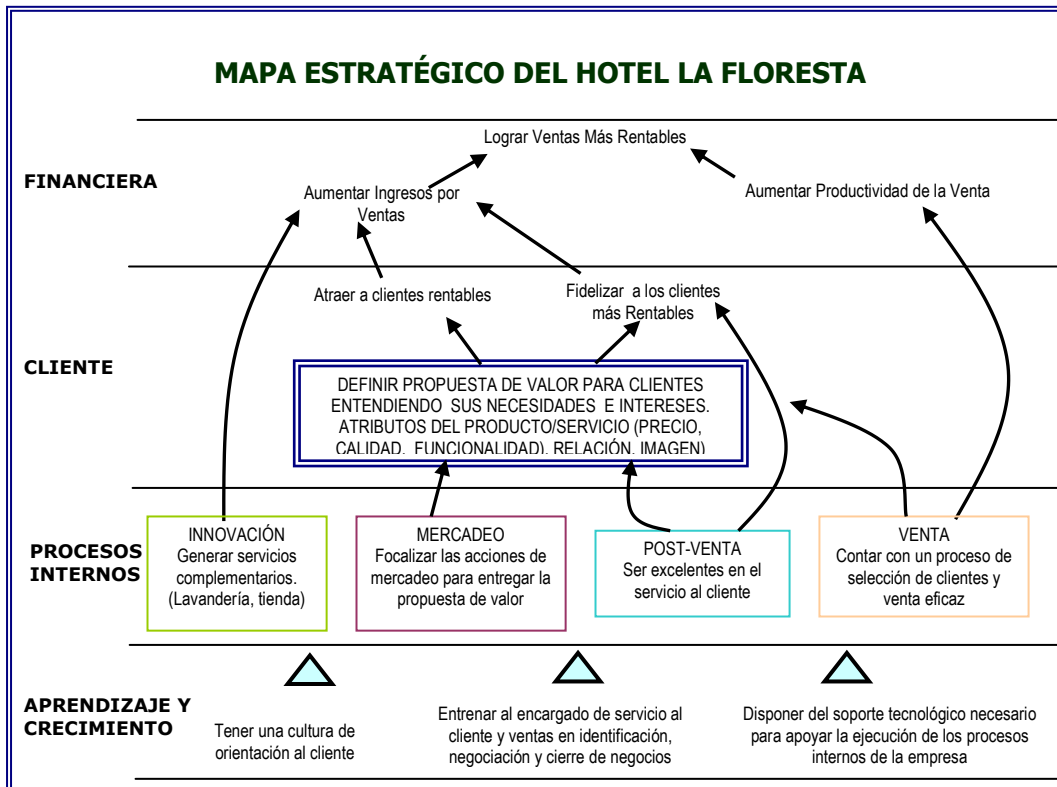 MAPA ESTRATÉGICO DEL HOTEL LA FLORESTA
Lograr Ventas Más Rentables
FINANCIERA
Aumentar Ingresos por
Ventas
Aumentar Productividad de la Venta
Atraer a clientes rentables
Fidelizar a los clientes
más Rentables
CLIENTE
DEFINIR PROPUESTA DE VALOR PARA CLIENTES
ENTENDIENDO SUS NECESIDADES E INTERESES.
ATRIBUTOS DEL PRODUCTO/SERVICIO (PRECIO,
CALIDAD, FUNCIONALIDAD), RELACIÓN, IMAGEN)
PROCESOS
INTERNOS
INNOVACIÓN
Generar servicios
complementarios.
(Lavandería, tienda)
MERCADEO
Focalizar las acciones de
mercadeo para entregar la
propuesta de valor
POST-VENTA
Ser excelentes en el
servicio al cliente
VENTA
Contar con un proceso de
selección de clientes y
venta eficaz
APRENDIZAJE Y
CRECIMIENTO
Tener una cultura de
orientación al cliente
Entrenar al encargado de servicio al
cliente y ventas en identificación,
negociación y cierre de negocios
Disponer del soporte tecnológico necesario
para apoyar la ejecución de los procesos
internos de la empresa